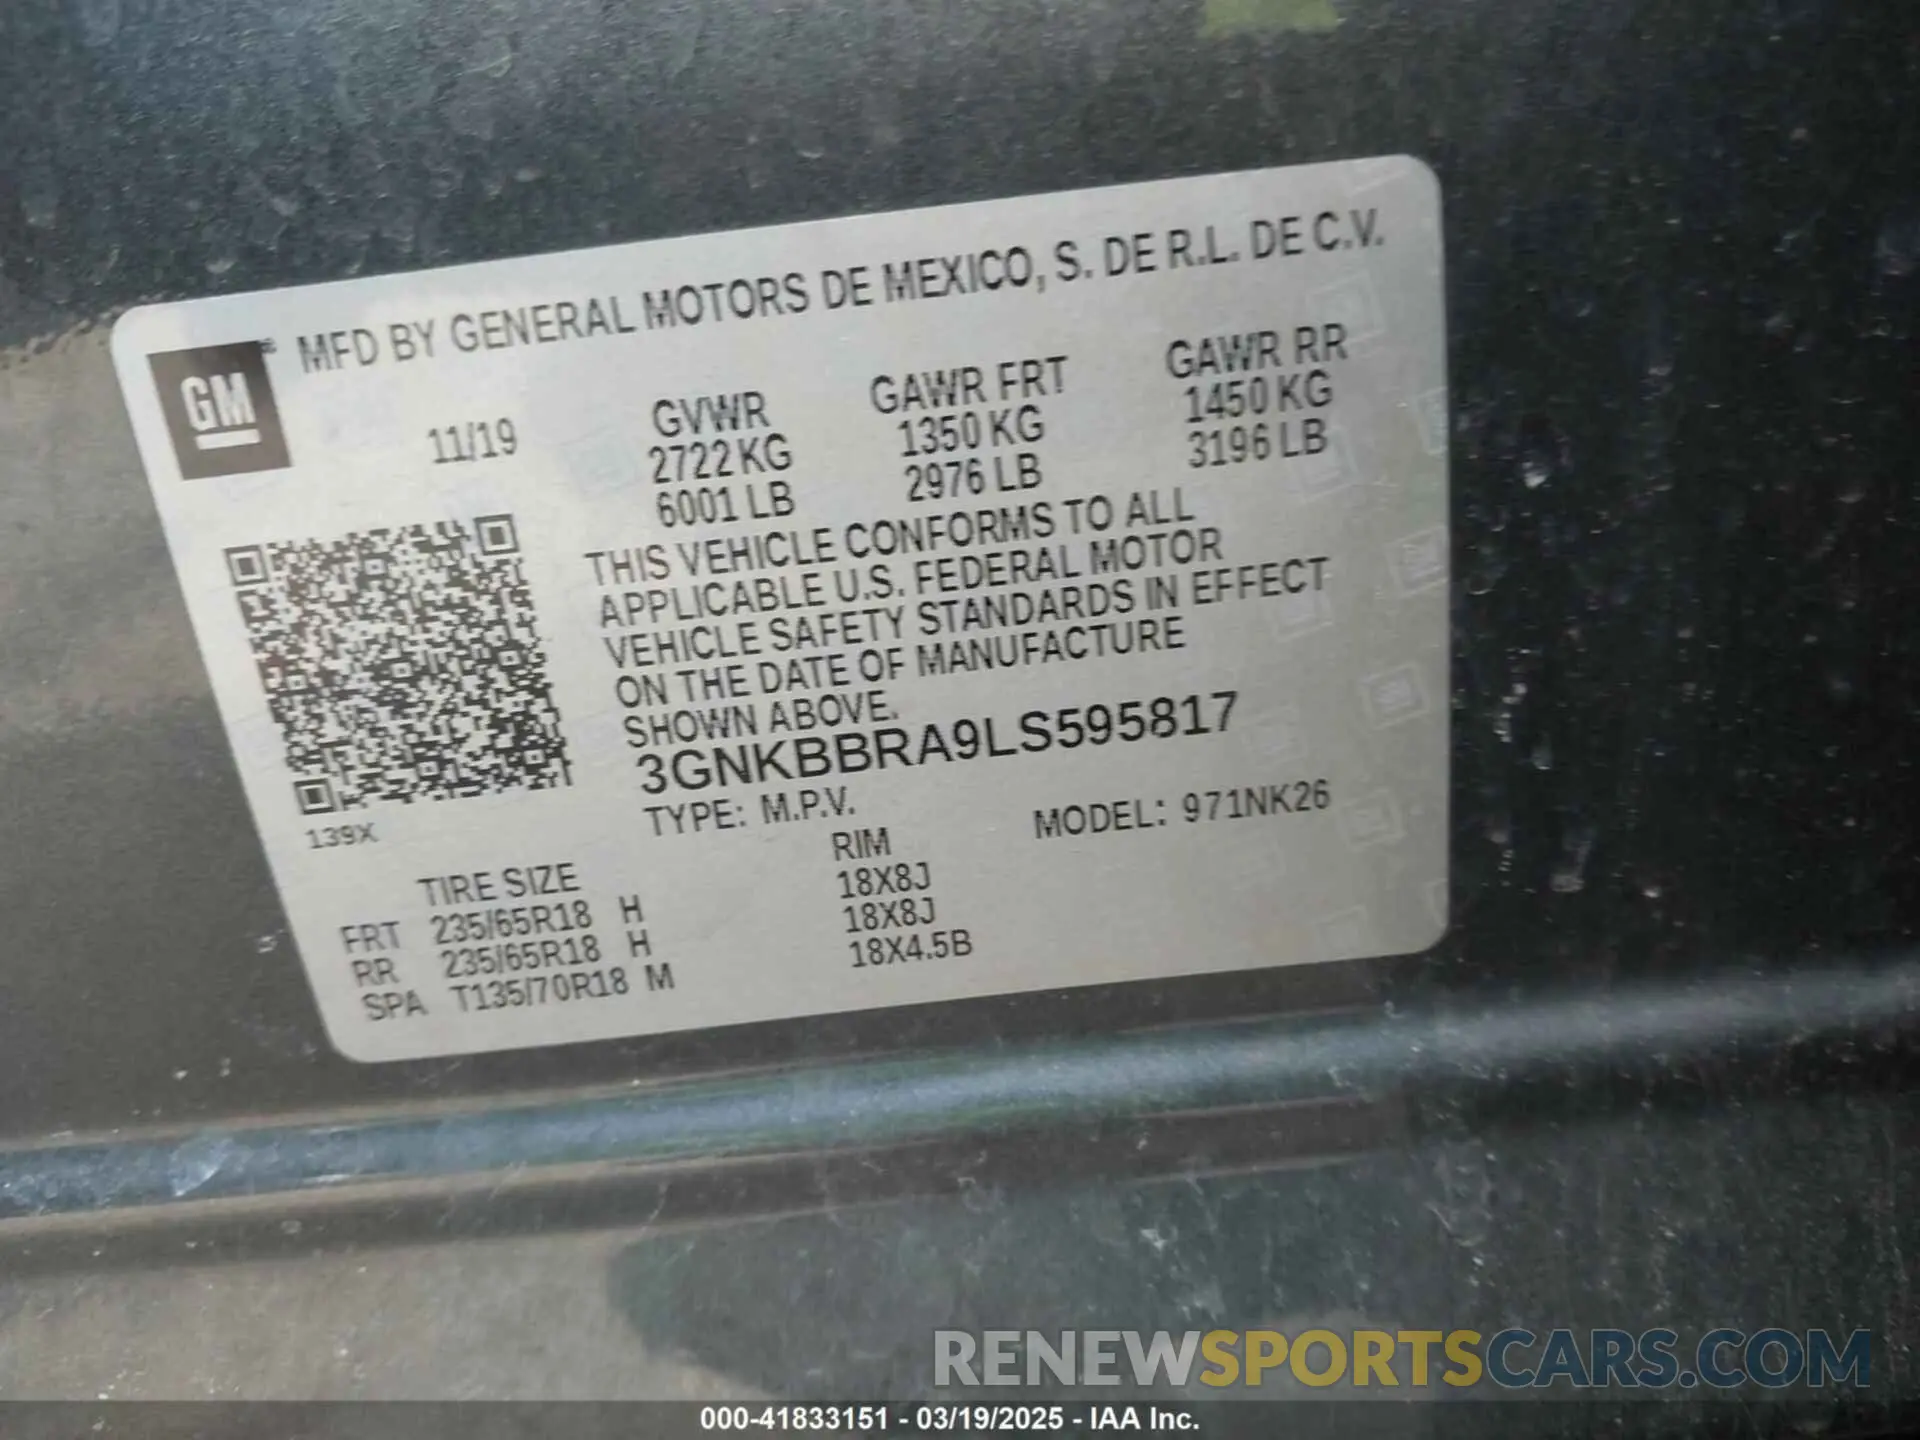 MFD BY GENERAL MOTORS DE MEXICO, S. DE R.L. DE C.V.
GM
11/19
GVWR GAWR FRT GAWR RR
2722 KG 1350 KG 1450 KG
6001 LB 2976 LB 3196 LB
THIS VEHICLE CONFORMS TO ALL
APPLICABLE U.S. FEDERAL MOTOR
VEHICLE SAFETY STANDARDS IN EFFECT
ON THE DATE OF MANUFACTURE
SHOWN ABOVE.
3GNKBBRA9LS595817
TYPE: M.P.V. MODEL: 971NK26
139X
TIRE SIZE RIM
FRT 235/65R18 H 18X8J
RR 235/65R18 H 18X8J
SPA T135/70R18 M 18X4.5B
RENEWSPORTSCARS.COM
000-41833151 - 03/19/2025 - IAA Inc.